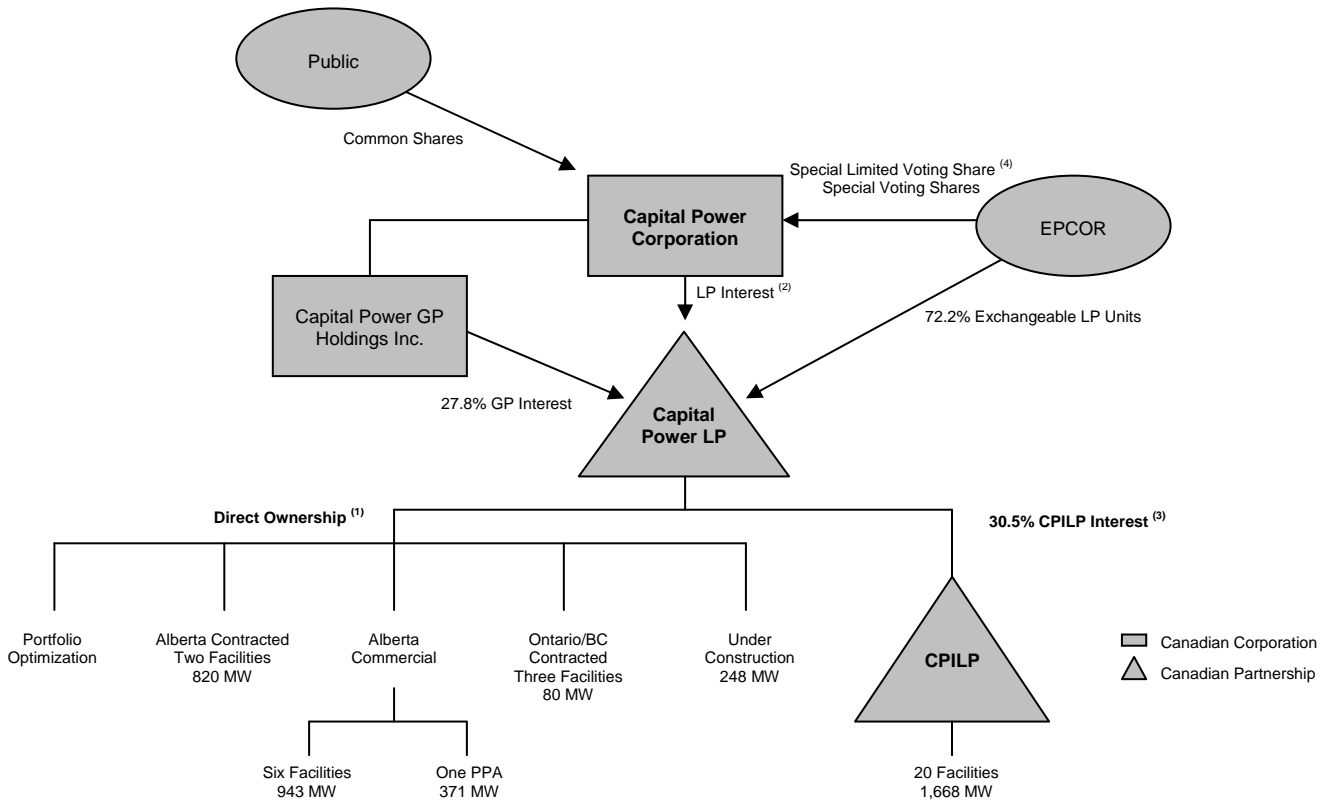 Public
Common Shares
Special Limited Voting Share (4)
Special Voting Shares
Capital Power
Corporation
EPCOR
LP Interest (2)
Capital Power GP
Holdings Inc.
72.2% Exchangeable LP Units
27.8% GP Interest
Capital
Power LP
Direct Ownership (1)
30.5% CPILP Interest (3)
Portfolio
Optimization
Alberta Contracted
Two Facilities
820 MW
Alberta
Commercial
Ontario/BC
Contracted
Three Facilities
80 MW
Under
Construction
248 MW
CPILP
Canadian Corporation
Canadian Partnership
Six Facilities
943 MW
One PPA
371 MW
20 Facilities
1,668 MW